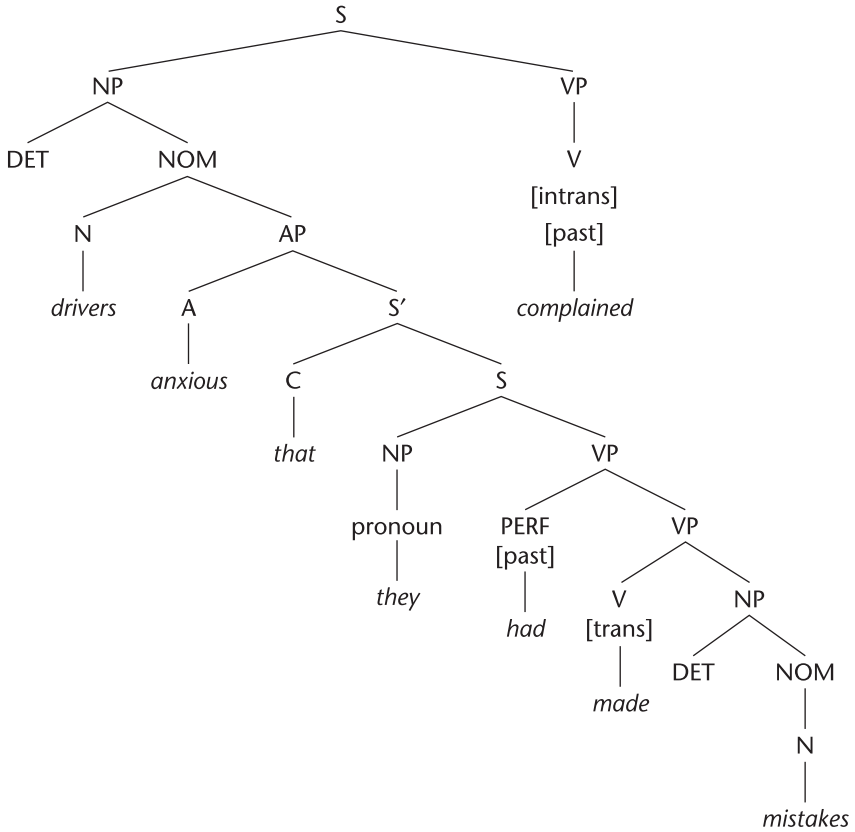 S
NP VP
DET NOM V
[intrans]
N AP [past]
drivers A S′ complained
anxious C S
that NP VP
pronoun PERF VP
[past]
they V NP
had [trans]
DET NOM
made
N
mistakes